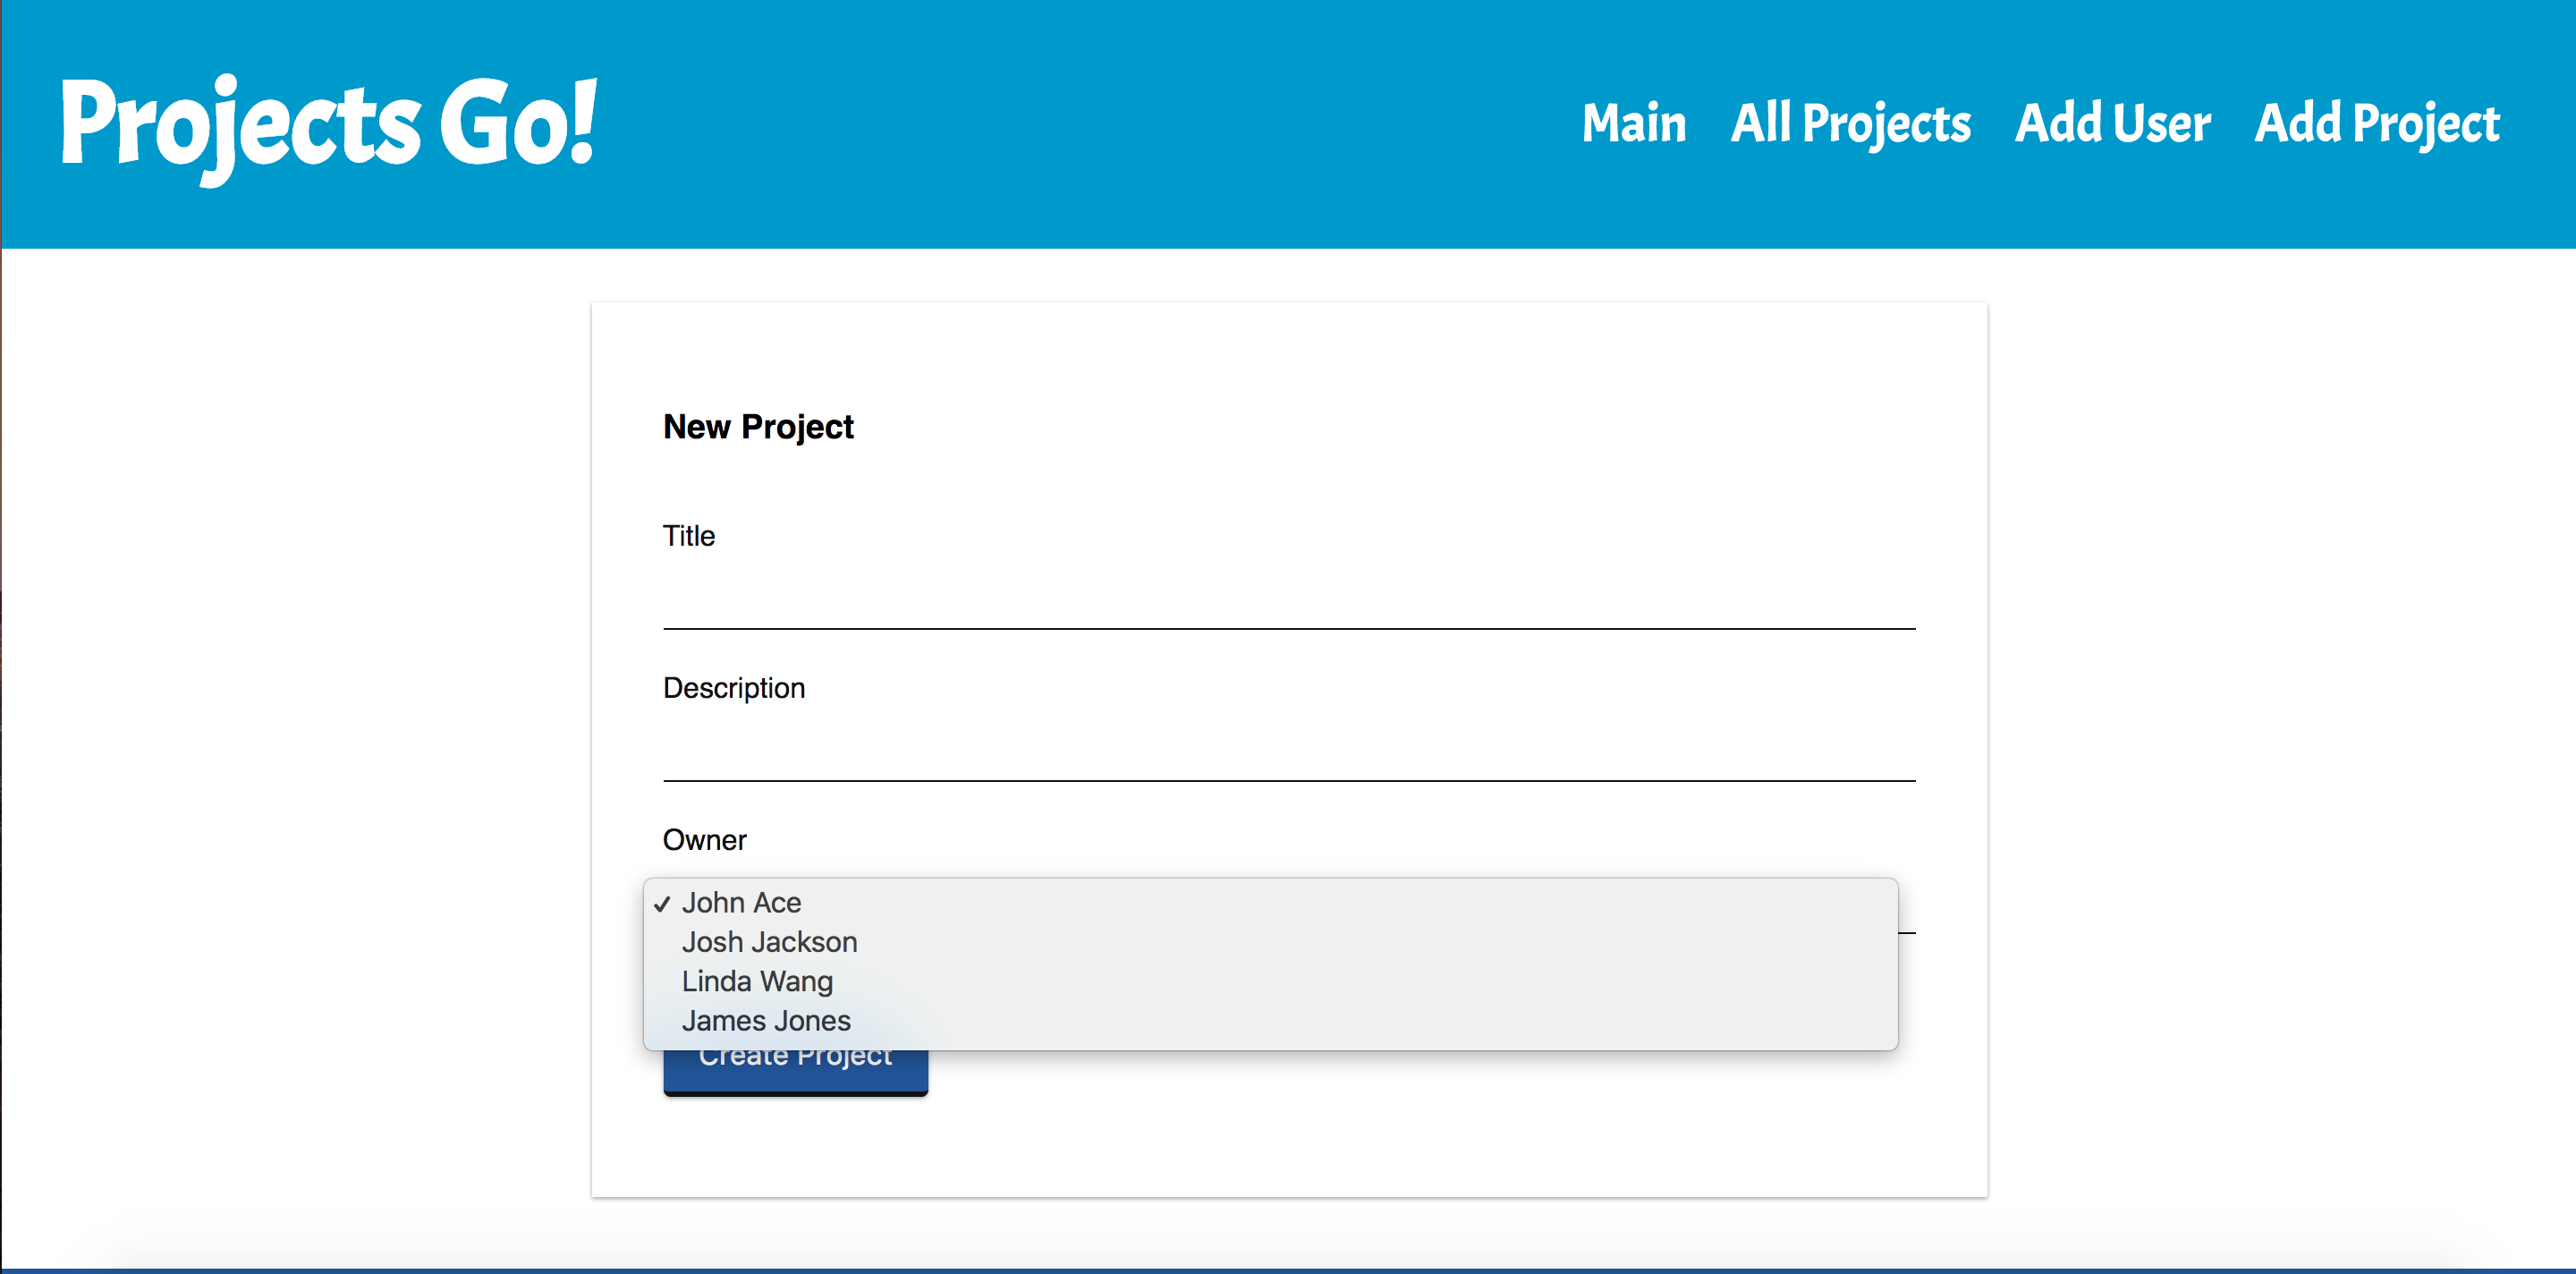 Projects Go!
Main All Projects Add User Add Project
New Project
Title
Description
Owner
✓ John Ace
Josh Jackson
Linda Wang
James Jones
Create Project